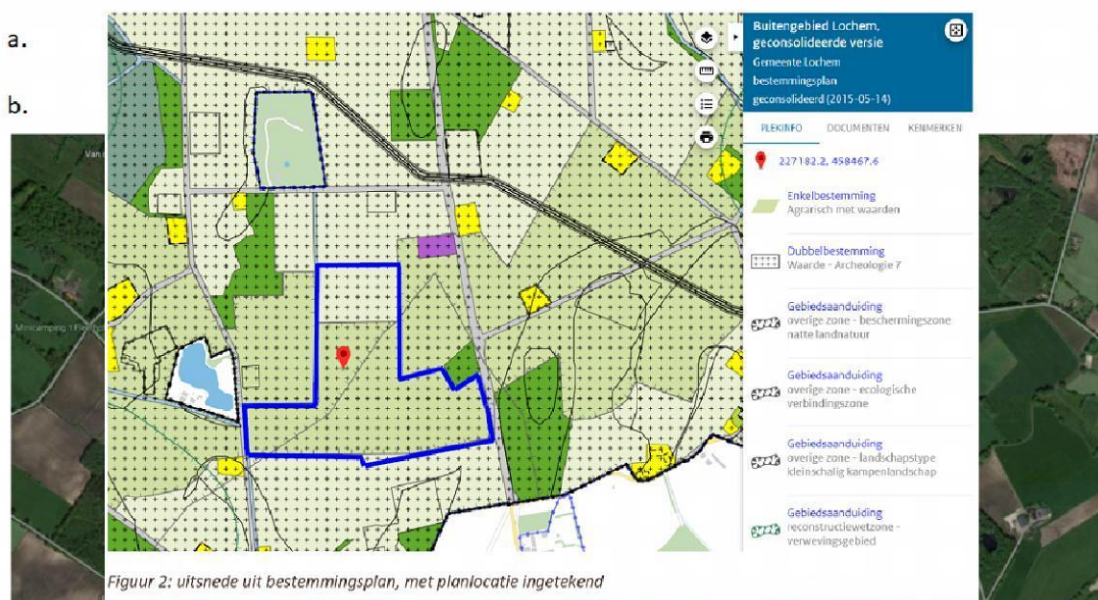 a.
b.
Buitengebied Lochem,
geconsolideerde versie
Gemeente Lochem
bestemmingsplan
geconsolideerd (2015-05-14)
PLEKINFO DOCUMENTEN KENMERKEN
227182.2, 458467.6
Enkelbestemming
Agrarisch met waarden
Dubbelbestemming
Waarde - Archeologie 7
Gebiedsaanduiding
overige zone - beschermingszone
natte landnatuur
Gebiedsaanduiding
overige zone - ecologische
verbindingszone
Gebiedsaanduiding
overige zone - landschapstype
kleinschalig kampenlandschap
Gebiedsaanduiding
reconstructiewetzone -
verwevingsgebied
Minicamping
Figuur 2: uitsnede uit bestemmingsplan, met planlocatie ingetekend